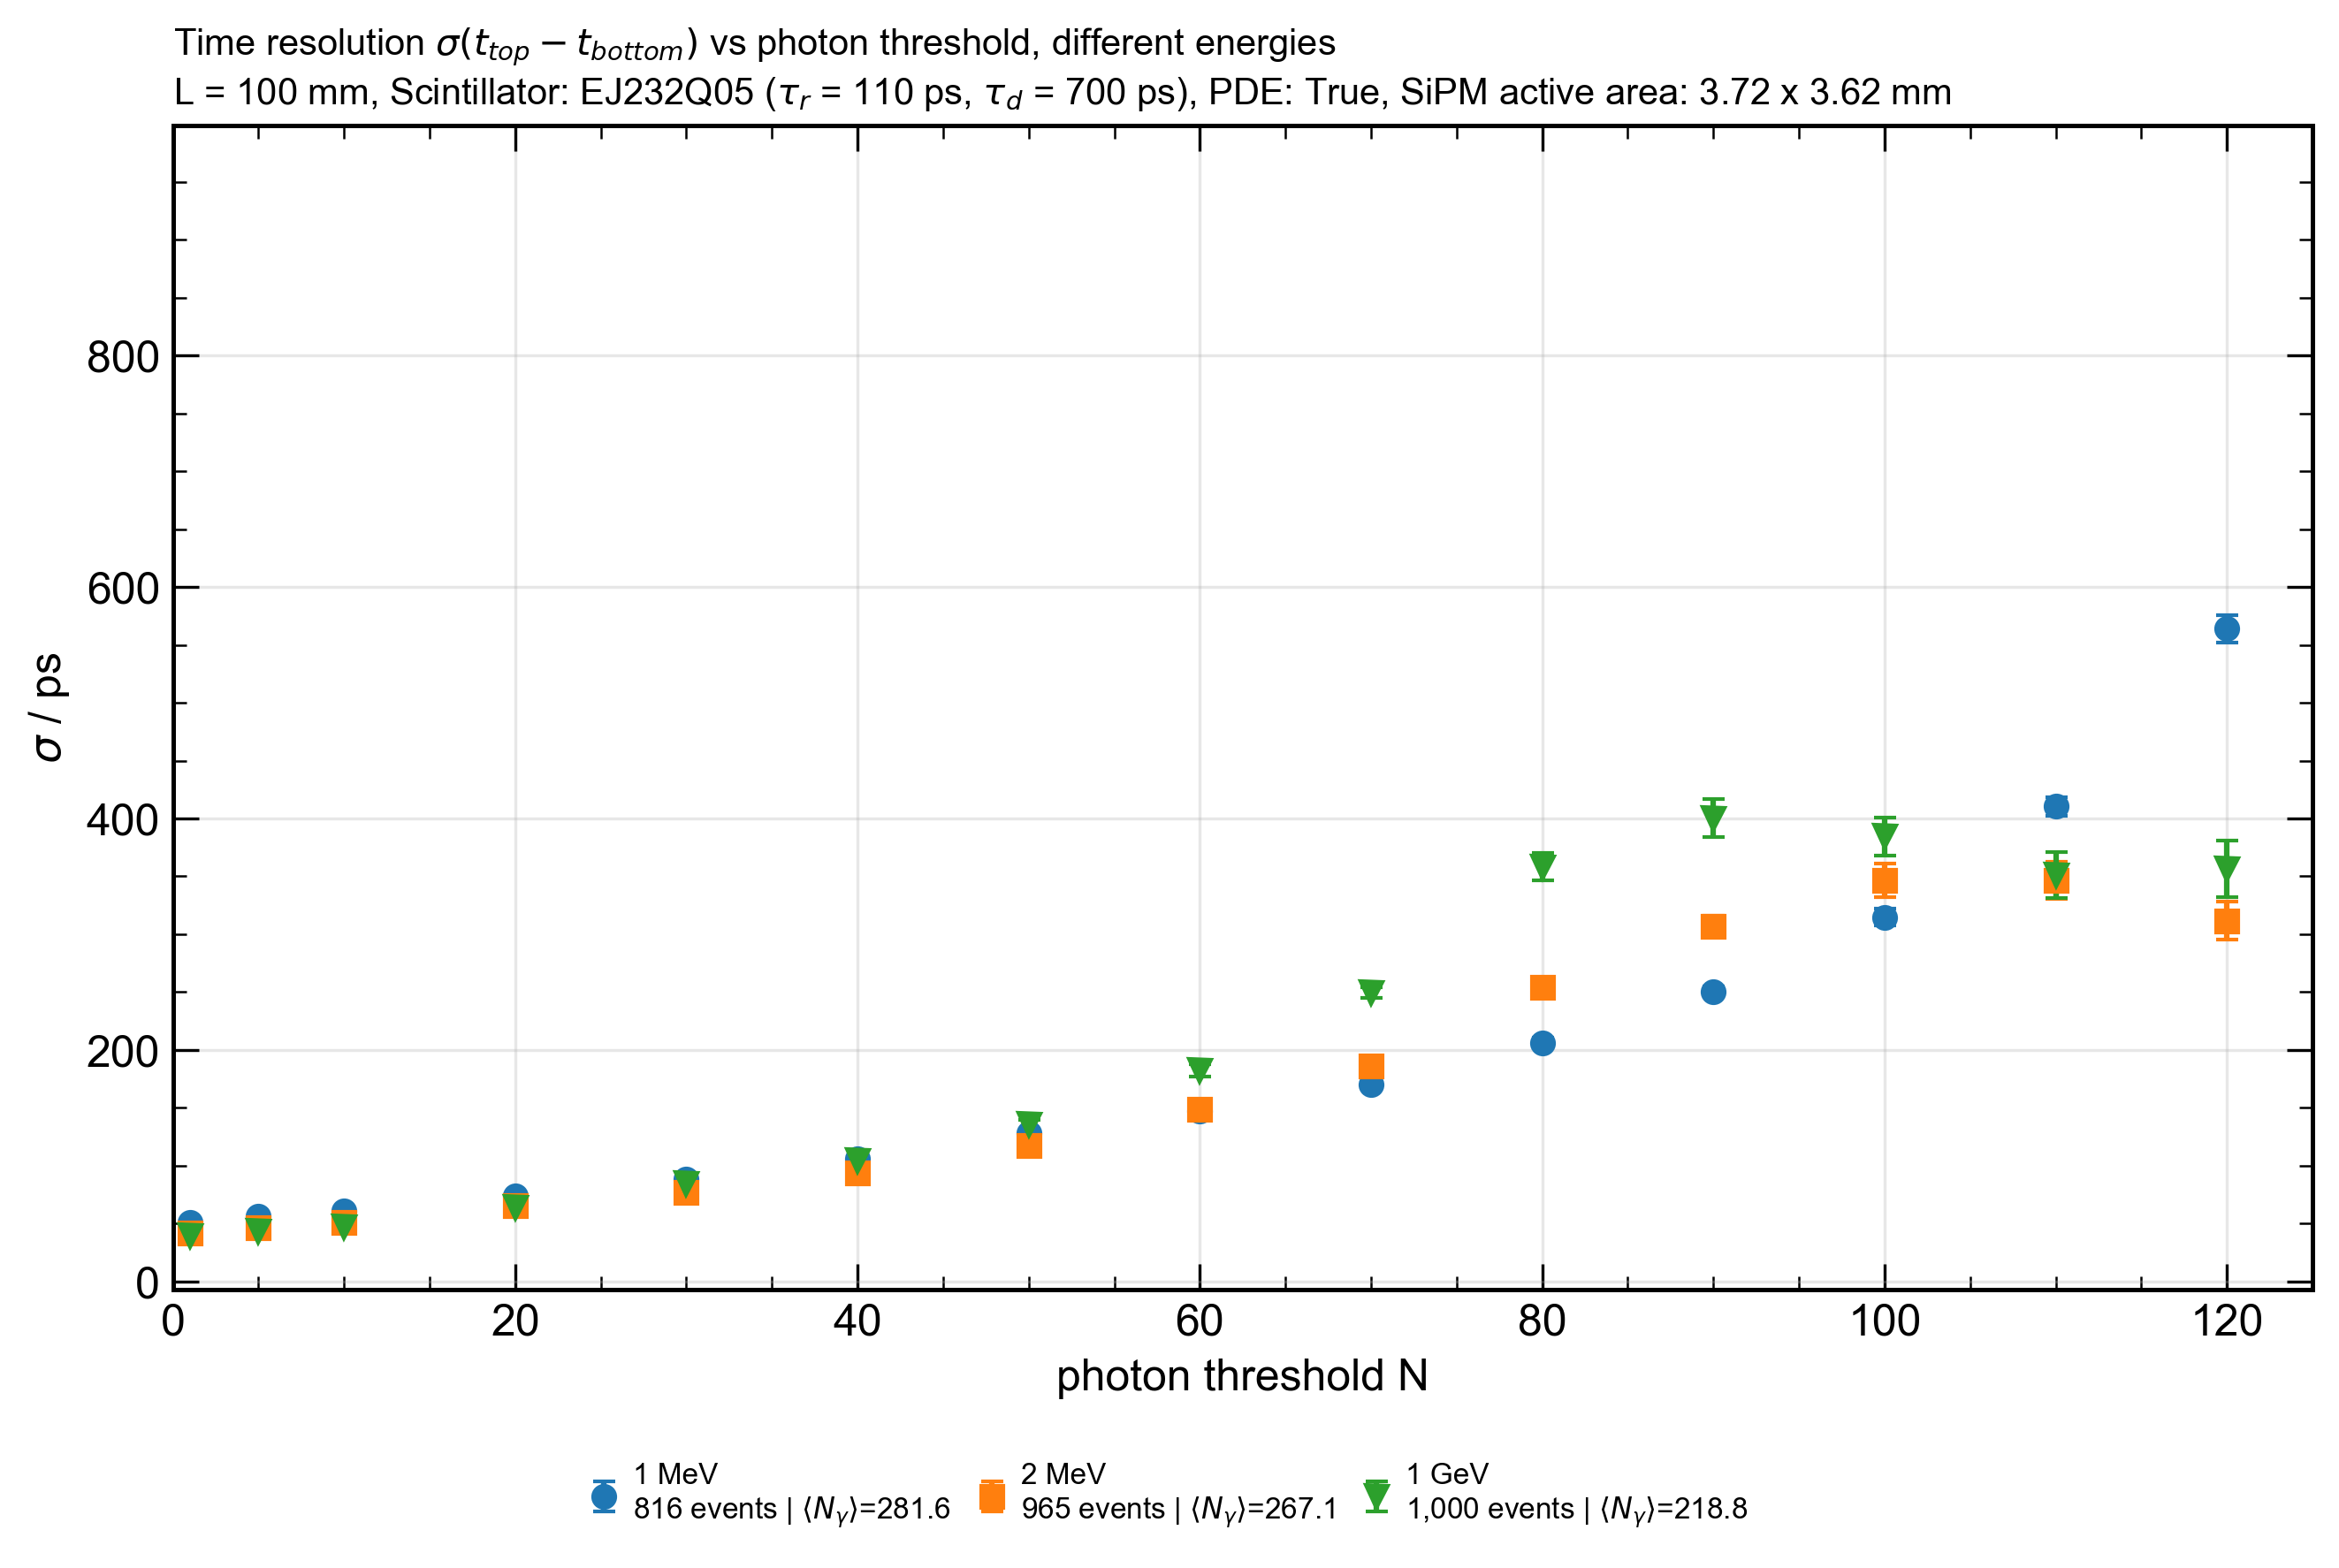 Time resolution σ(t_top − t_bottom) vs photon threshold, different energies
L = 100 mm, Scintillator: EJ232Q05 (τ_r = 110 ps, τ_d = 700 ps), PDE: True, SiPM active area: 3.72 x 3.62 mm
σ / ps
800
600
400
200
0
0 20 40 60 80 100 120
photon threshold N
1 MeV
816 events | ⟨N_γ⟩=281.6
2 MeV
965 events | ⟨N_γ⟩=267.1
1 GeV
1,000 events | ⟨N_γ⟩=218.8